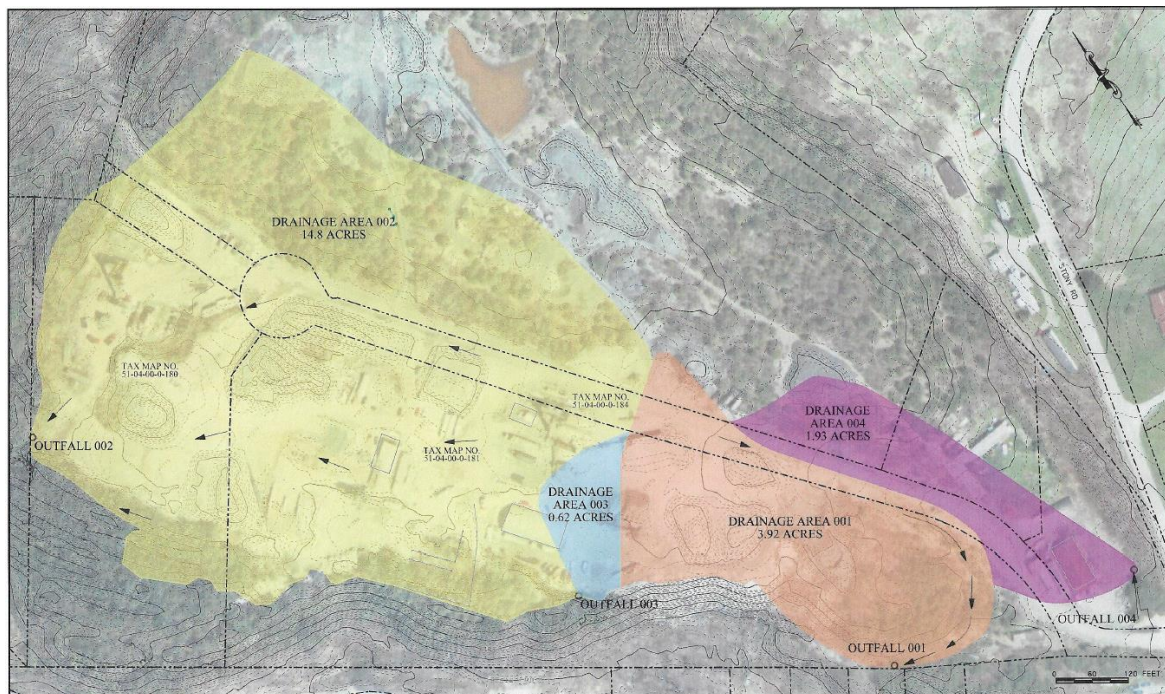 DRAINAGE AREA 002
14.8 ACRES
STONY RD
TAX MAP NO.
51-04-00-0-180
TAX MAP NO.
51-04-00-0-184
DRAINAGE
AREA 004
1.93 ACRES
OUTFALL 002
TAX MAP NO.
51-04-00-0-181
DRAINAGE
AREA 003
0.62 ACRES
DRAINAGE AREA 001
3.92 ACRES
OUTFALL 003
OUTFALL 004
OUTFALL 001
0 60 120 FEET